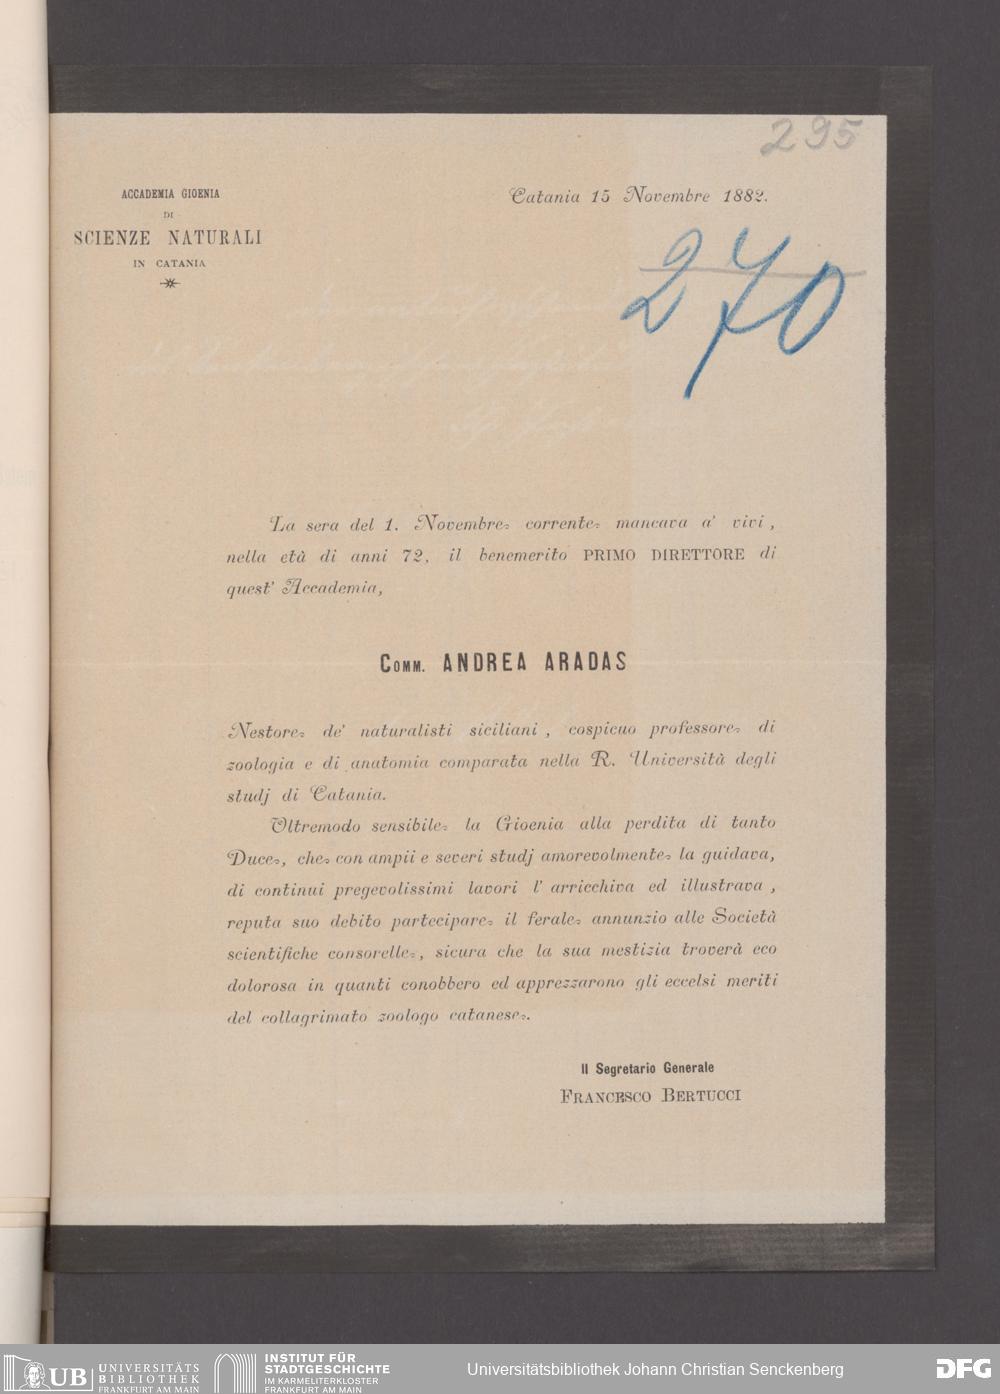 295
ACCADEMIA GIOENIA
DI
SCIENZE NATURALI
IN CATANIA
Catania 15 Novembre 1882.
270
La sera del 1. Novembre corrente mancava a' vivi,
nella età di anni 72, il benemerito PRIMO DIRETTORE di
quest' Accademia,
COMM. ANDREA ARADAS
Nestore de' naturalisti siciliani, cospicuo professore di
zoologia e di anatomia comparata nella R. Università degli
studj di Catania.
Oltremodo sensibile la Gioenia alla perdita di tanto
Duce, che con ampii e severi studj amorevolmente la guidava,
di continui pregevolissimi lavori l' arricchiva ed illustrava,
reputa suo debito partecipare il ferale annunzio alle Società
scientifiche consorelle, sicura che la sua mestizia troverà eco
dolorosa in quanti conobbero ed apprezzarono gli eccelsi meriti
del collagrimato zoologo catanese.
Il Segretario Generale
FRANCESCO BERTUCCI
UB UNIVERSITÄTS BIBLIOTHEK FRANKFURT AM MAIN
INSTITUT FÜR STADTGESCHICHTE IM KARMELITERKLOSTER FRANKFURT AM MAIN
Universitätsbibliothek Johann Christian Senckenberg
DFG